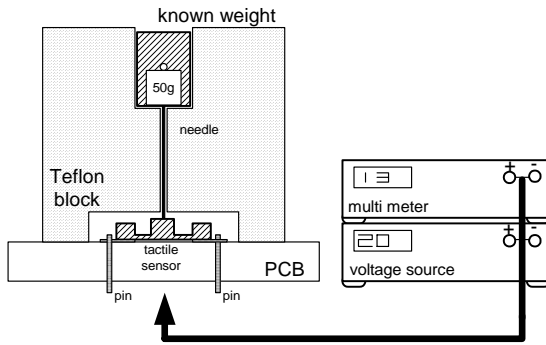 known weight
50g
needle
Teflon
block
tactile
sensor
PCB
pin
pin
13
+ -
multi meter
20
+ -
voltage source